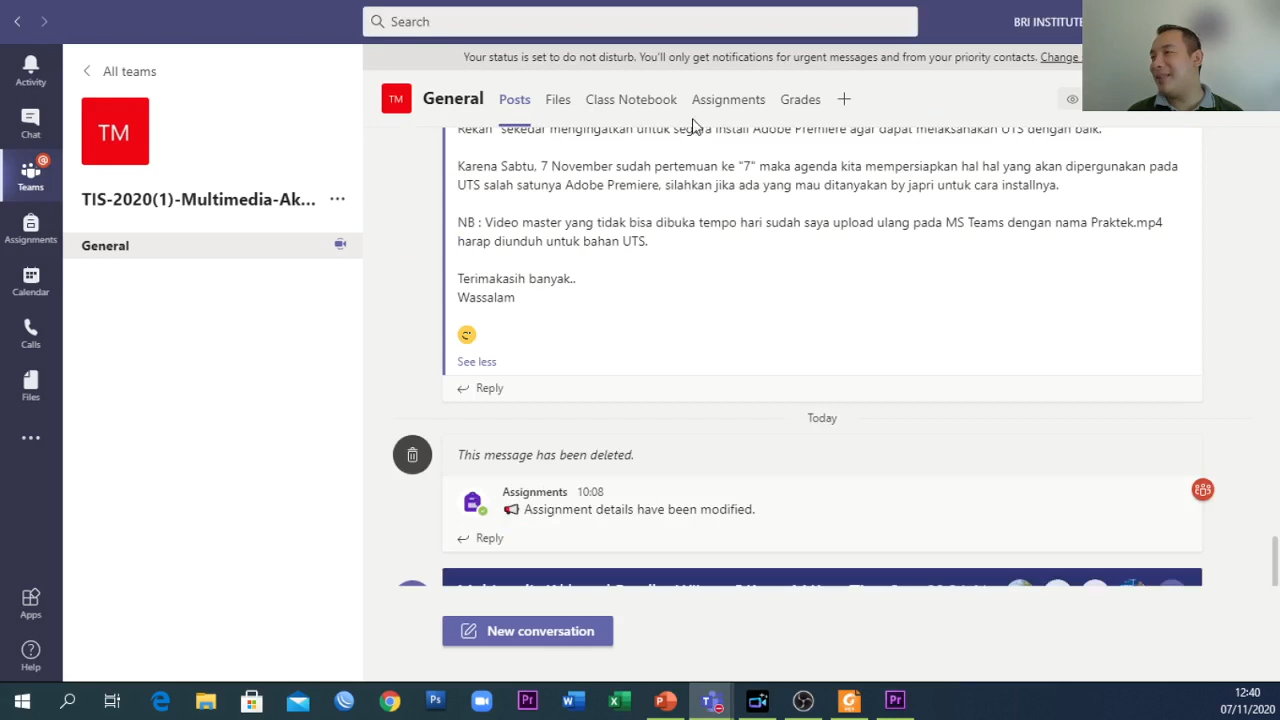 Search
BRI INSTITUTE
Your status is set to do not disturb. You'll only get notifications for urgent messages and from your priority contacts. Change
Activity
Chat
Teams
Assignments
Calendar
Calls
Files
Apps
Help
All teams
TM
TIS-2020(1)-Multimedia-Ak...
General
TM
General
Posts
Files
Class Notebook
Assignments
Grades
Rekan sekedar mengingatkan untuk segera install Adobe Premiere agar dapat melaksanakan UTS dengan baik.
Karena Sabtu, 7 November sudah pertemuan ke "7" maka agenda kita mempersiapkan hal hal yang akan dipergunakan pada
UTS salah satunya Adobe Premiere, silahkan jika ada yang mau ditanyakan by japri untuk cara installnya.
NB : Video master yang tidak bisa dibuka tempo hari sudah saya upload ulang pada MS Teams dengan nama Praktek.mp4
harap diunduh untuk bahan UTS.
Terimakasih banyak..
Wassalam
See less
Reply
Today
This message has been deleted.
Assignments 10:08
Assignment details have been modified.
Reply
New conversation
12:40
07/11/2020